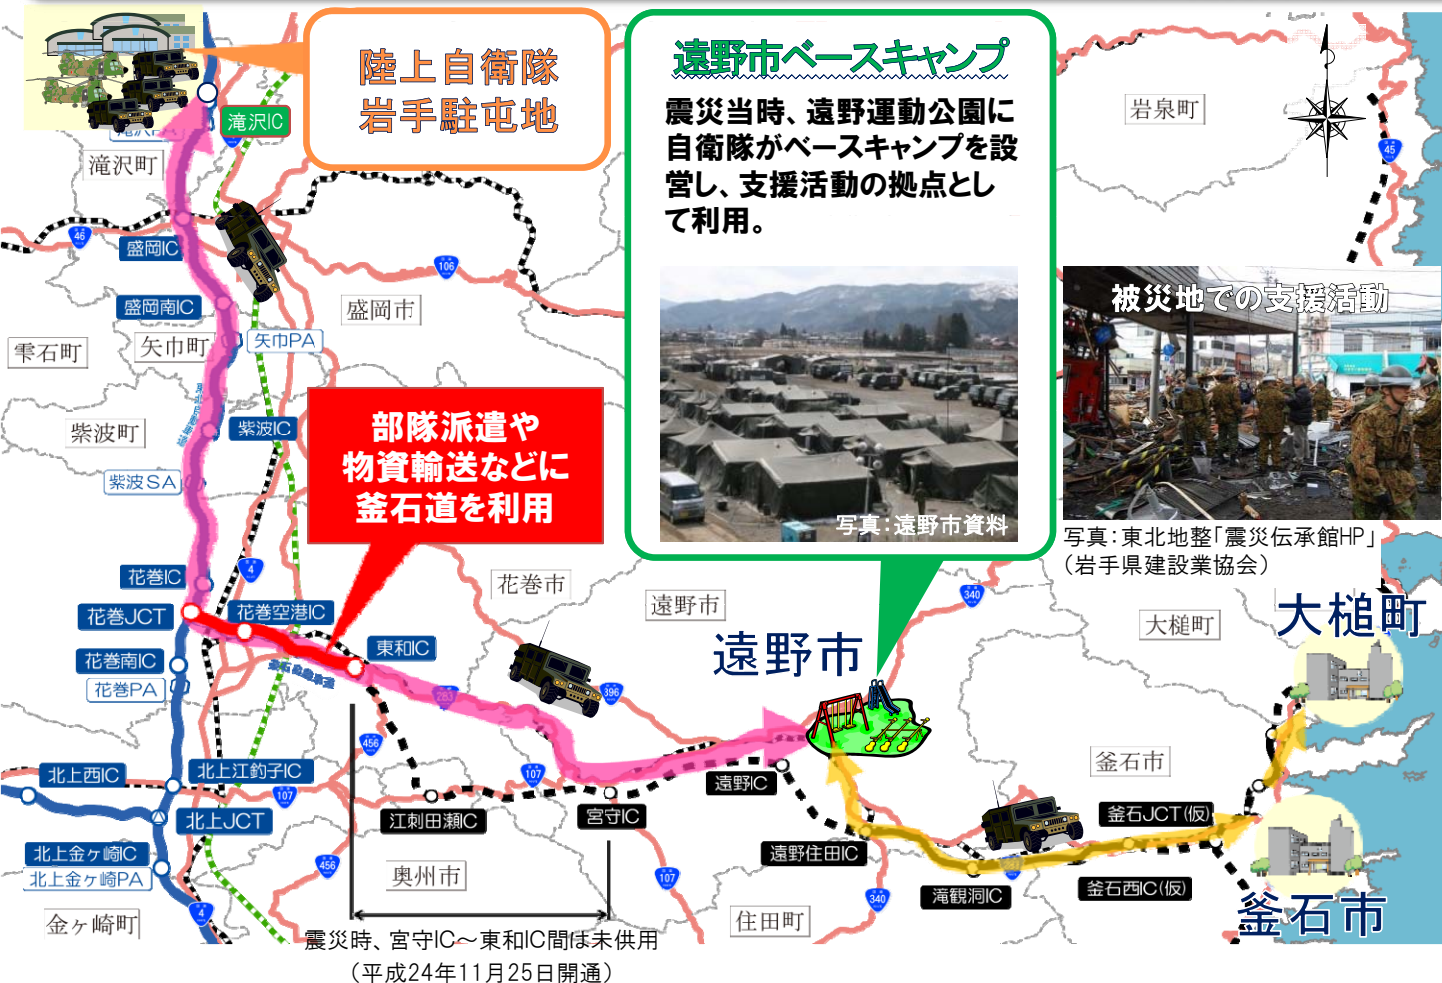 陸上自衛隊
岩手駐屯地
遠野市ベースキャンプ
震災当時、遠野運動公園に
自衛隊がベースキャンプを設
営し、支援活動の拠点とし
て利用。
写真：遠野市資料
被災地での支援活動
写真：東北地整「震災伝承館HP」
（岩手県建設業協会）
部隊派遣や
物資輸送などに
釜石道を利用
岩泉町
45
滝沢IC
滝沢町
46
盛岡IC
106
盛岡南IC
盛岡市
矢巾町
矢巾PA
雫石町
紫波町
紫波IC
紫波SA
4
花巻IC
花巻JCT
花巻空港IC
東和IC
花巻南IC
花巻PA
花巻市
遠野市
遠野市
340
大槌町
大槌町
396
283
456
107
北上西IC
北上江釣子IC
107
北上JCT
江刺田瀬IC
宮守IC
遠野IC
釜石市
釜石JCT(仮)
遠野住田IC
滝観洞IC
釜石西IC(仮)
北上金ヶ崎IC
北上金ヶ崎PA
456
奥州市
107
340
住田町
釜石市
金ヶ崎町
4
震災時、宮守IC～東和IC間は未供用
（平成24年11月25日開通）